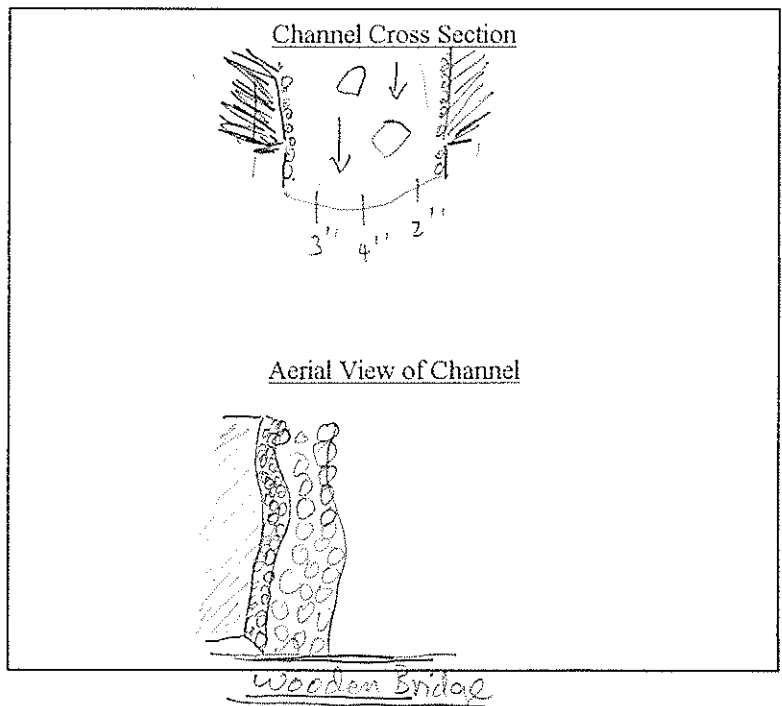 Channel Cross Section
3" 4" 2"
Aerial View of Channel
Wooden Bridge